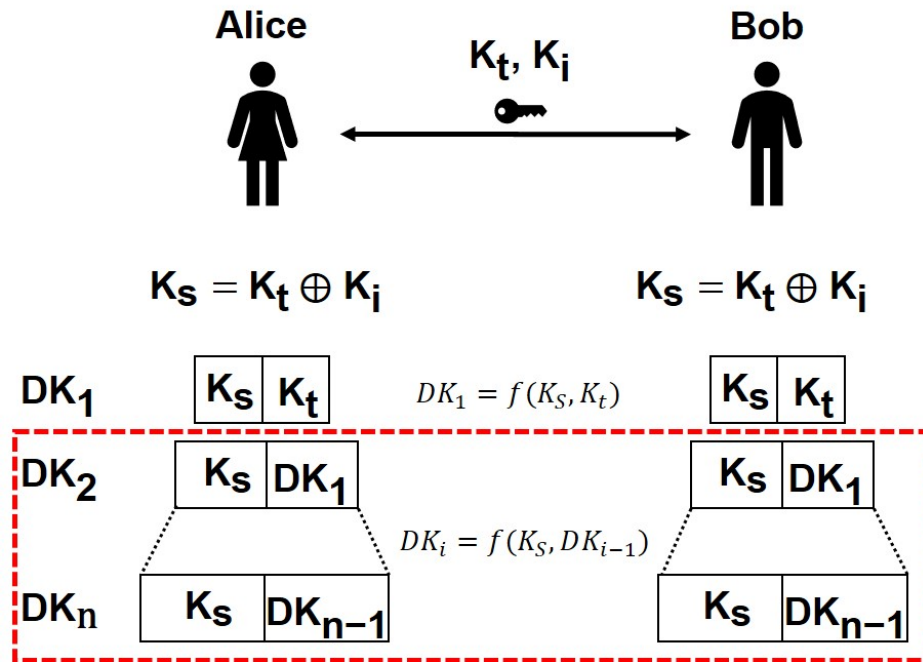 Alice Bob
Kt, Ki
Ks = Kt ⊕ Ki Ks = Kt ⊕ Ki
DK1 Ks Kt DK1 = f(KS, Kt) Ks Kt
DK2 Ks DK1 Ks DK1
DKi = f(KS, DKi−1)
DKn Ks DKn−1 Ks DKn−1